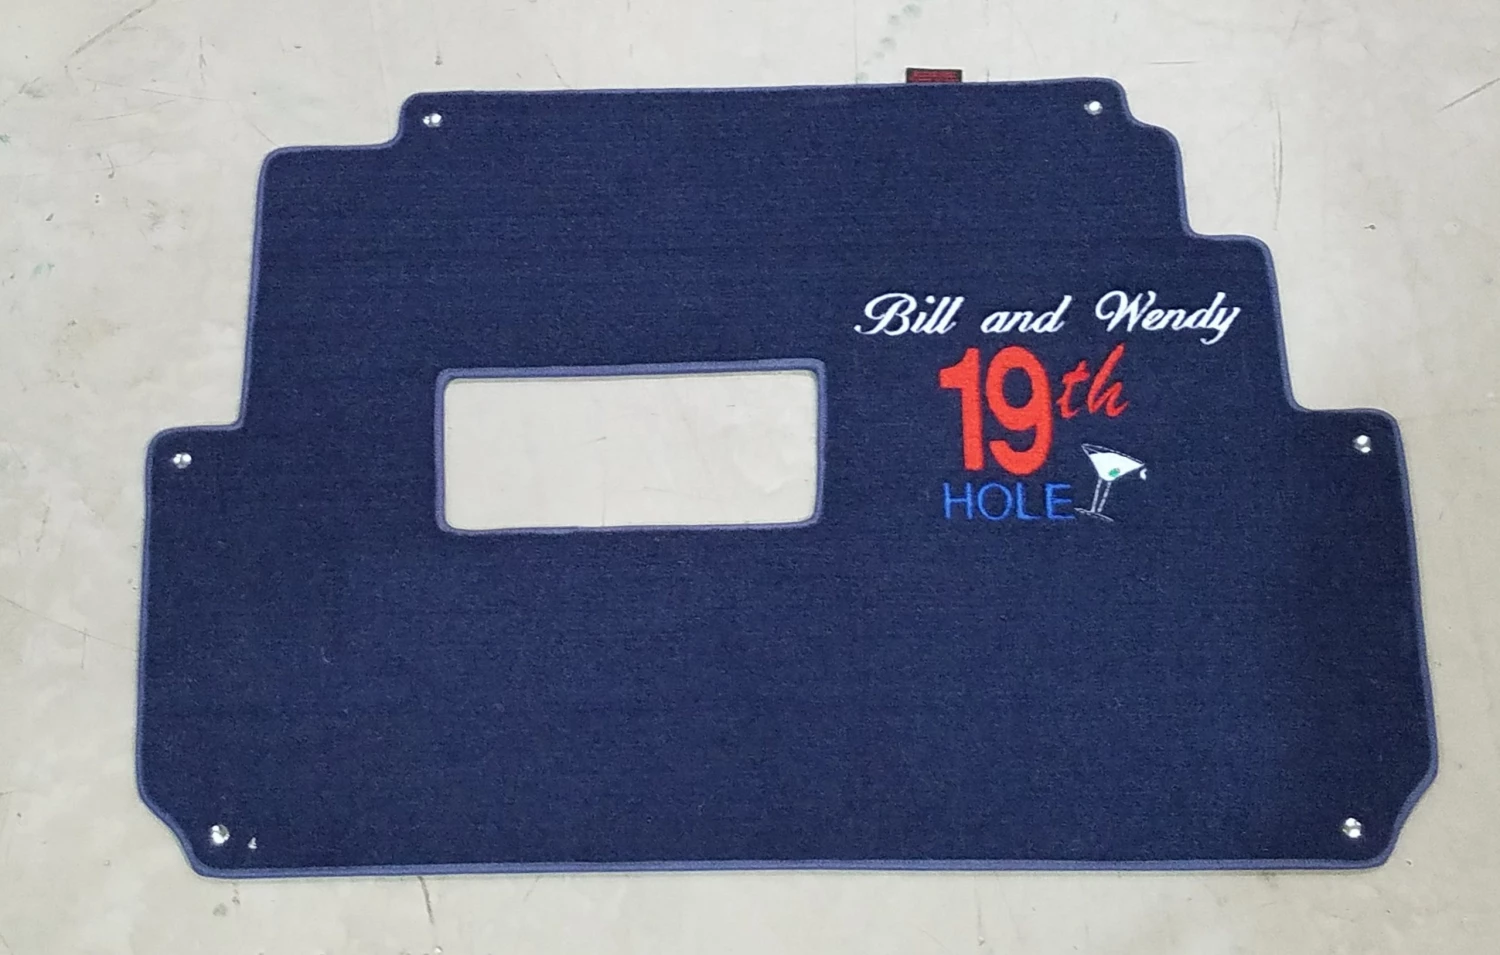 Bill and Wendy
19th
HOLE